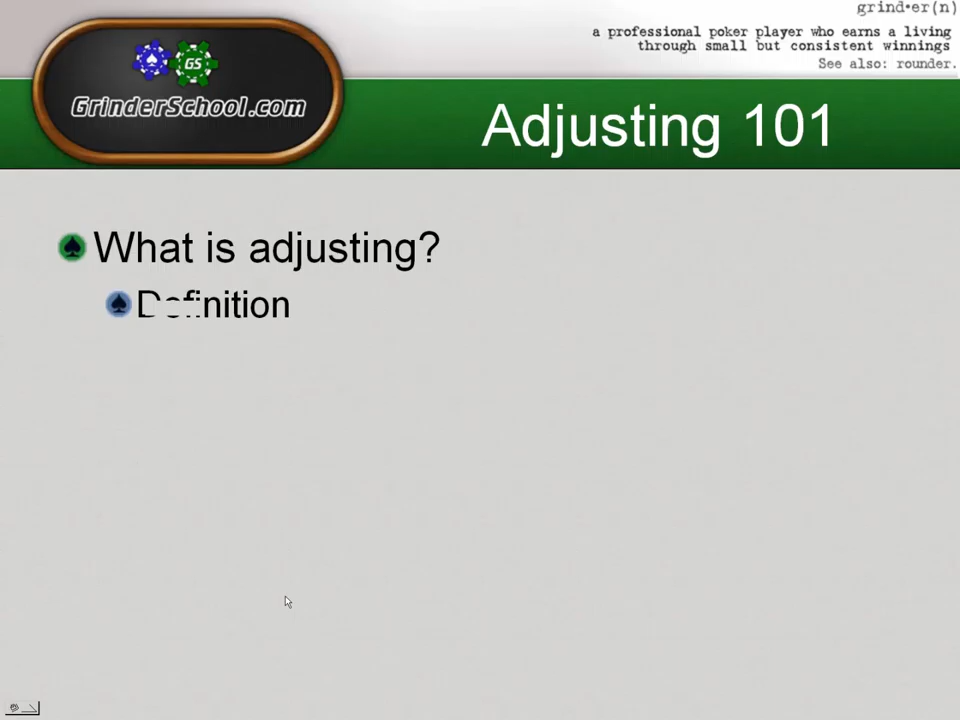 grind•er(n)
a professional poker player who earns a living
through small but consistent winnings
See also: rounder.
GS
GrinderSchool.com
Adjusting 101
What is adjusting?
Definition